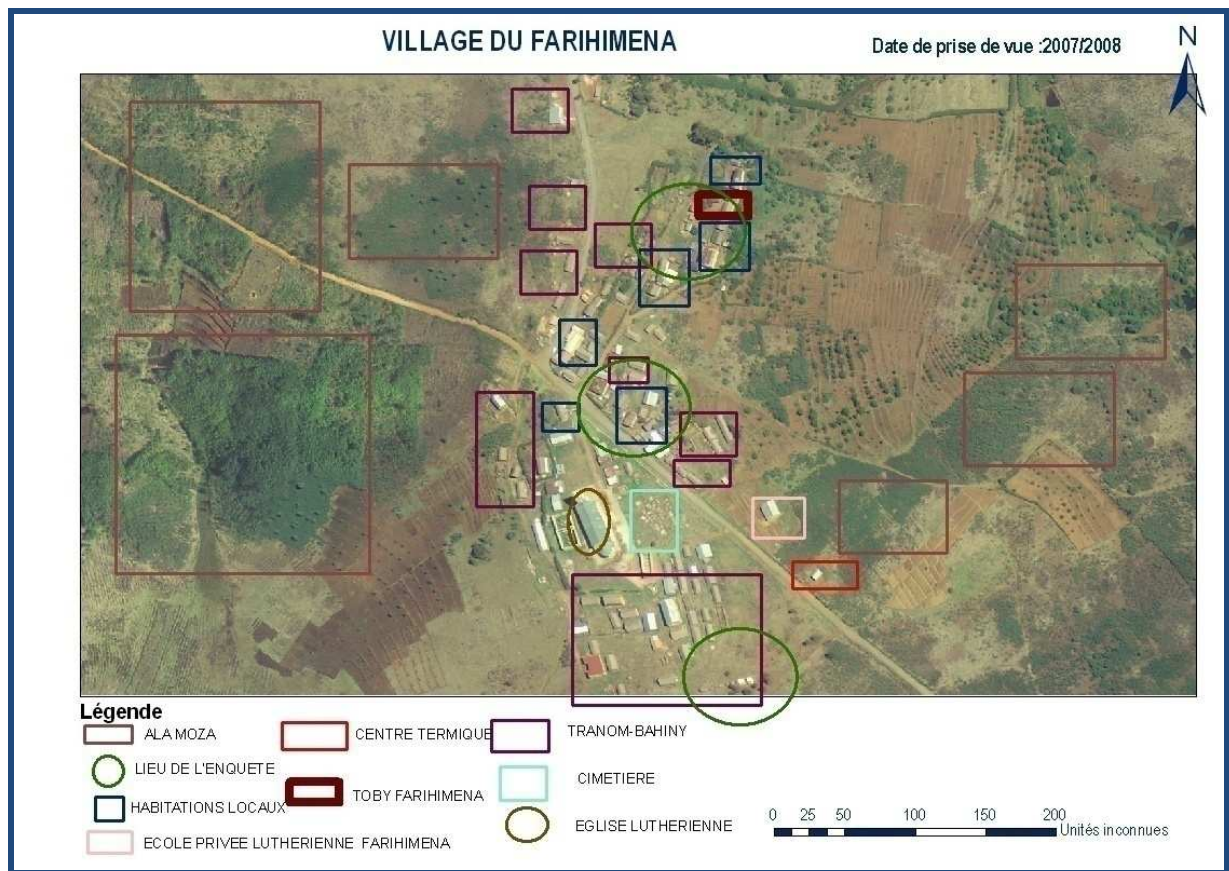 VILLAGE DU FARIHIMENA
Date de prise de vue :2007/2008
N
Légende
ALA MOZA
CENTRE TERMIQUE
TRANOM-BAHINY
LIEU DE L'ENQUETE
TOBY FARIHIMENA
CIMETIERE
HABITATIONS LOCAUX
EGLISE LUTHERIENNE
ECOLE PRIVEE LUTHERIENNE FARIHIMENA
0 25 50 100 150 200
Unités inconnues